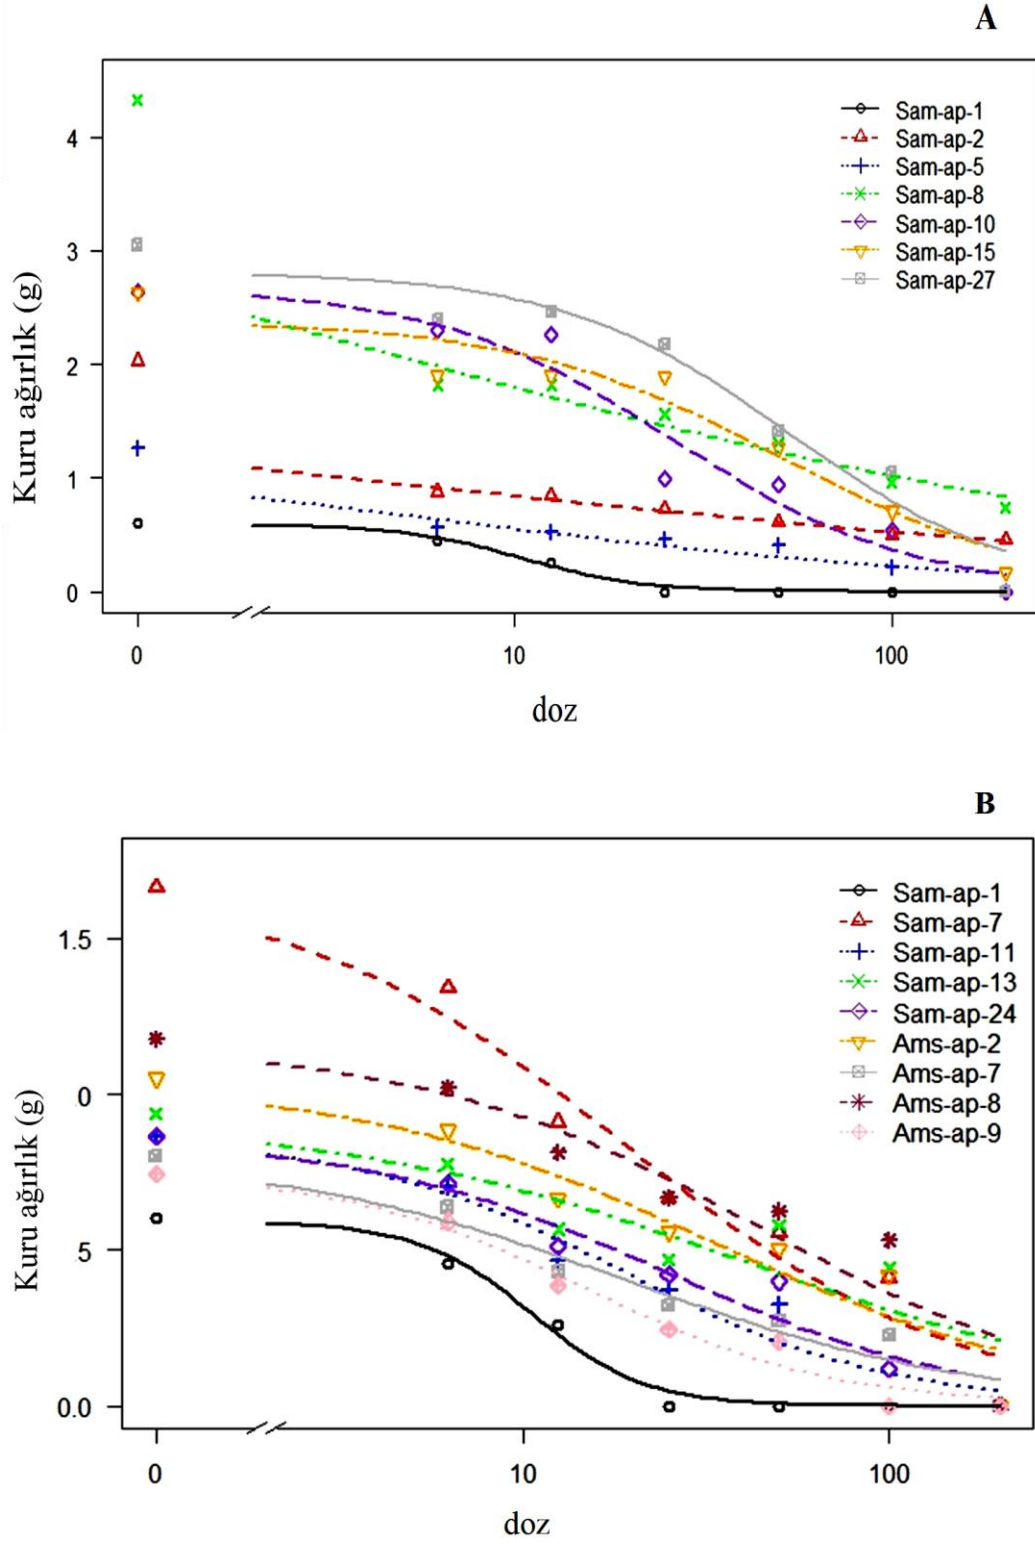 A
Sam-ap-1
Sam-ap-2
Sam-ap-5
Sam-ap-8
Sam-ap-10
Sam-ap-15
Sam-ap-27
4
3
2
1
0
Kuru ağırlık (g)
0 10 100
doz
B
Sam-ap-1
Sam-ap-7
Sam-ap-11
Sam-ap-13
Sam-ap-24
Ams-ap-2
Ams-ap-7
Ams-ap-8
Ams-ap-9
1.5
0
5
0.0
Kuru ağırlık (g)
0 10 100
doz